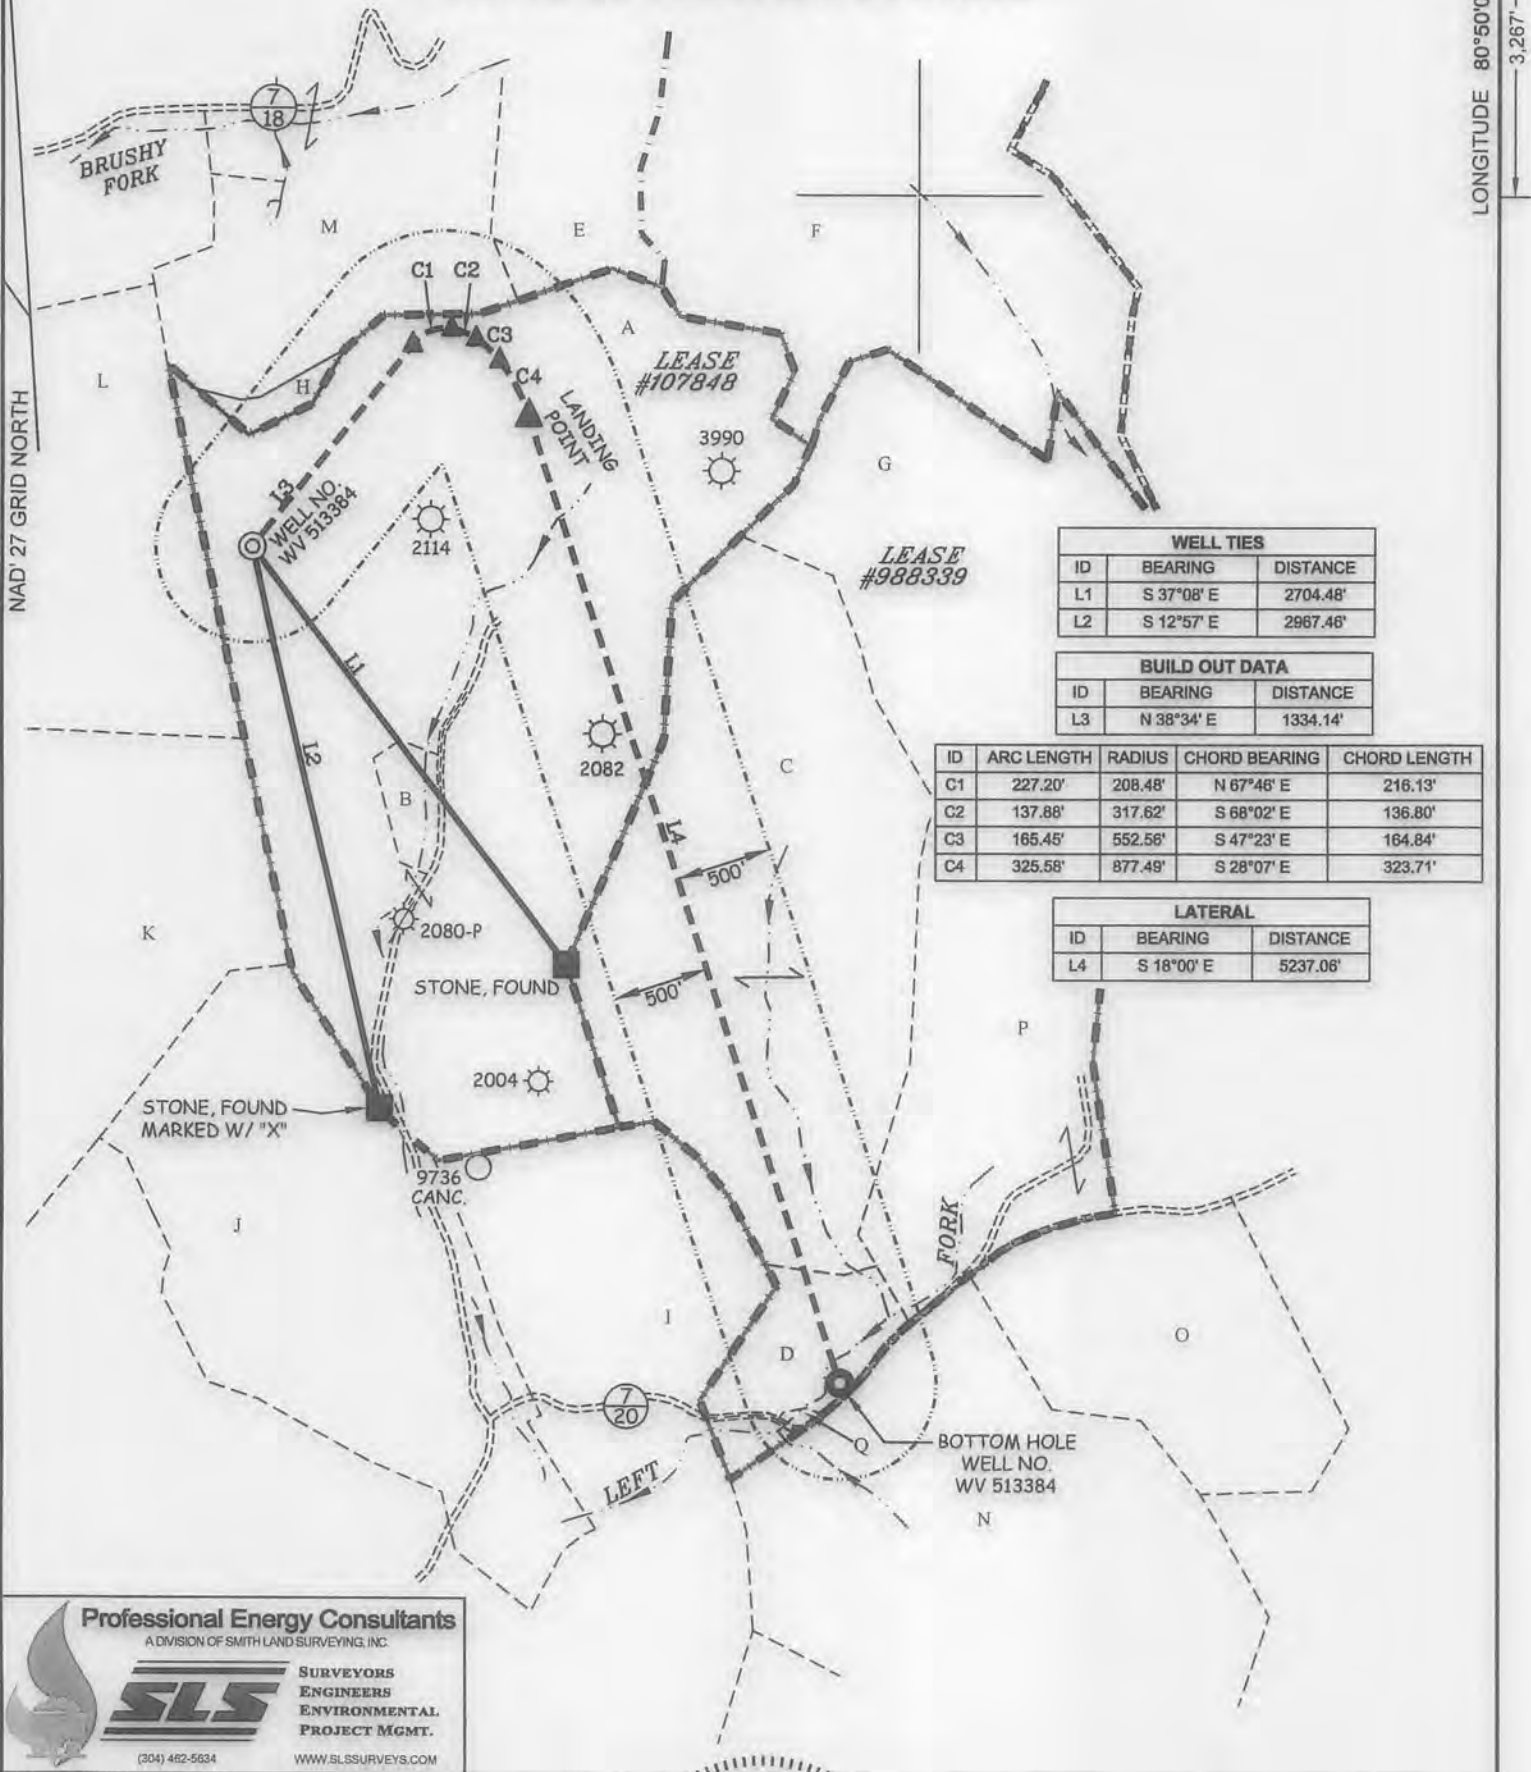 LONGITUDE 80°50'0
3,267'
7
18
BRUSHY
FORK
M
E
F
C1 C2
C3
C4
A
LEASE
#107848
L
H
NAD' 27 GRID NORTH
LANDING
POINT
3990
G
L3
WELL NO.
WV 513384
2114
LEASE
#988339
WELL TIES
ID BEARING DISTANCE
L1 S 37°08' E 2704.48'
L2 S 12°57' E 2967.46'
BUILD OUT DATA
ID BEARING DISTANCE
L3 N 38°34' E 1334.14'
ID ARC LENGTH RADIUS CHORD BEARING CHORD LENGTH
C1 227.20' 208.48' N 67°46' E 216.13'
C2 137.88' 317.62' S 68°02' E 136.80'
C3 165.45' 552.56' S 47°23' E 164.84'
C4 325.58' 877.49' S 28°07' E 323.71'
LATERAL
ID BEARING DISTANCE
L4 S 18°00' E 5237.06'
L1
L2
2082
C
B
L4
500'
K
2080-P
STONE, FOUND
500'
P
2004
STONE, FOUND
MARKED W/ "X"
9736
CANC.
J
FORK
I
D
O
7
20
Q
BOTTOM HOLE
WELL NO.
WV 513384
LEFT
N
Professional Energy Consultants
A DIVISION OF SMITH LAND SURVEYING, INC.
SLS
SURVEYORS
ENGINEERS
ENVIRONMENTAL
PROJECT MGMT.
(304) 462-5634
WWW.SLSSURVEYS.COM